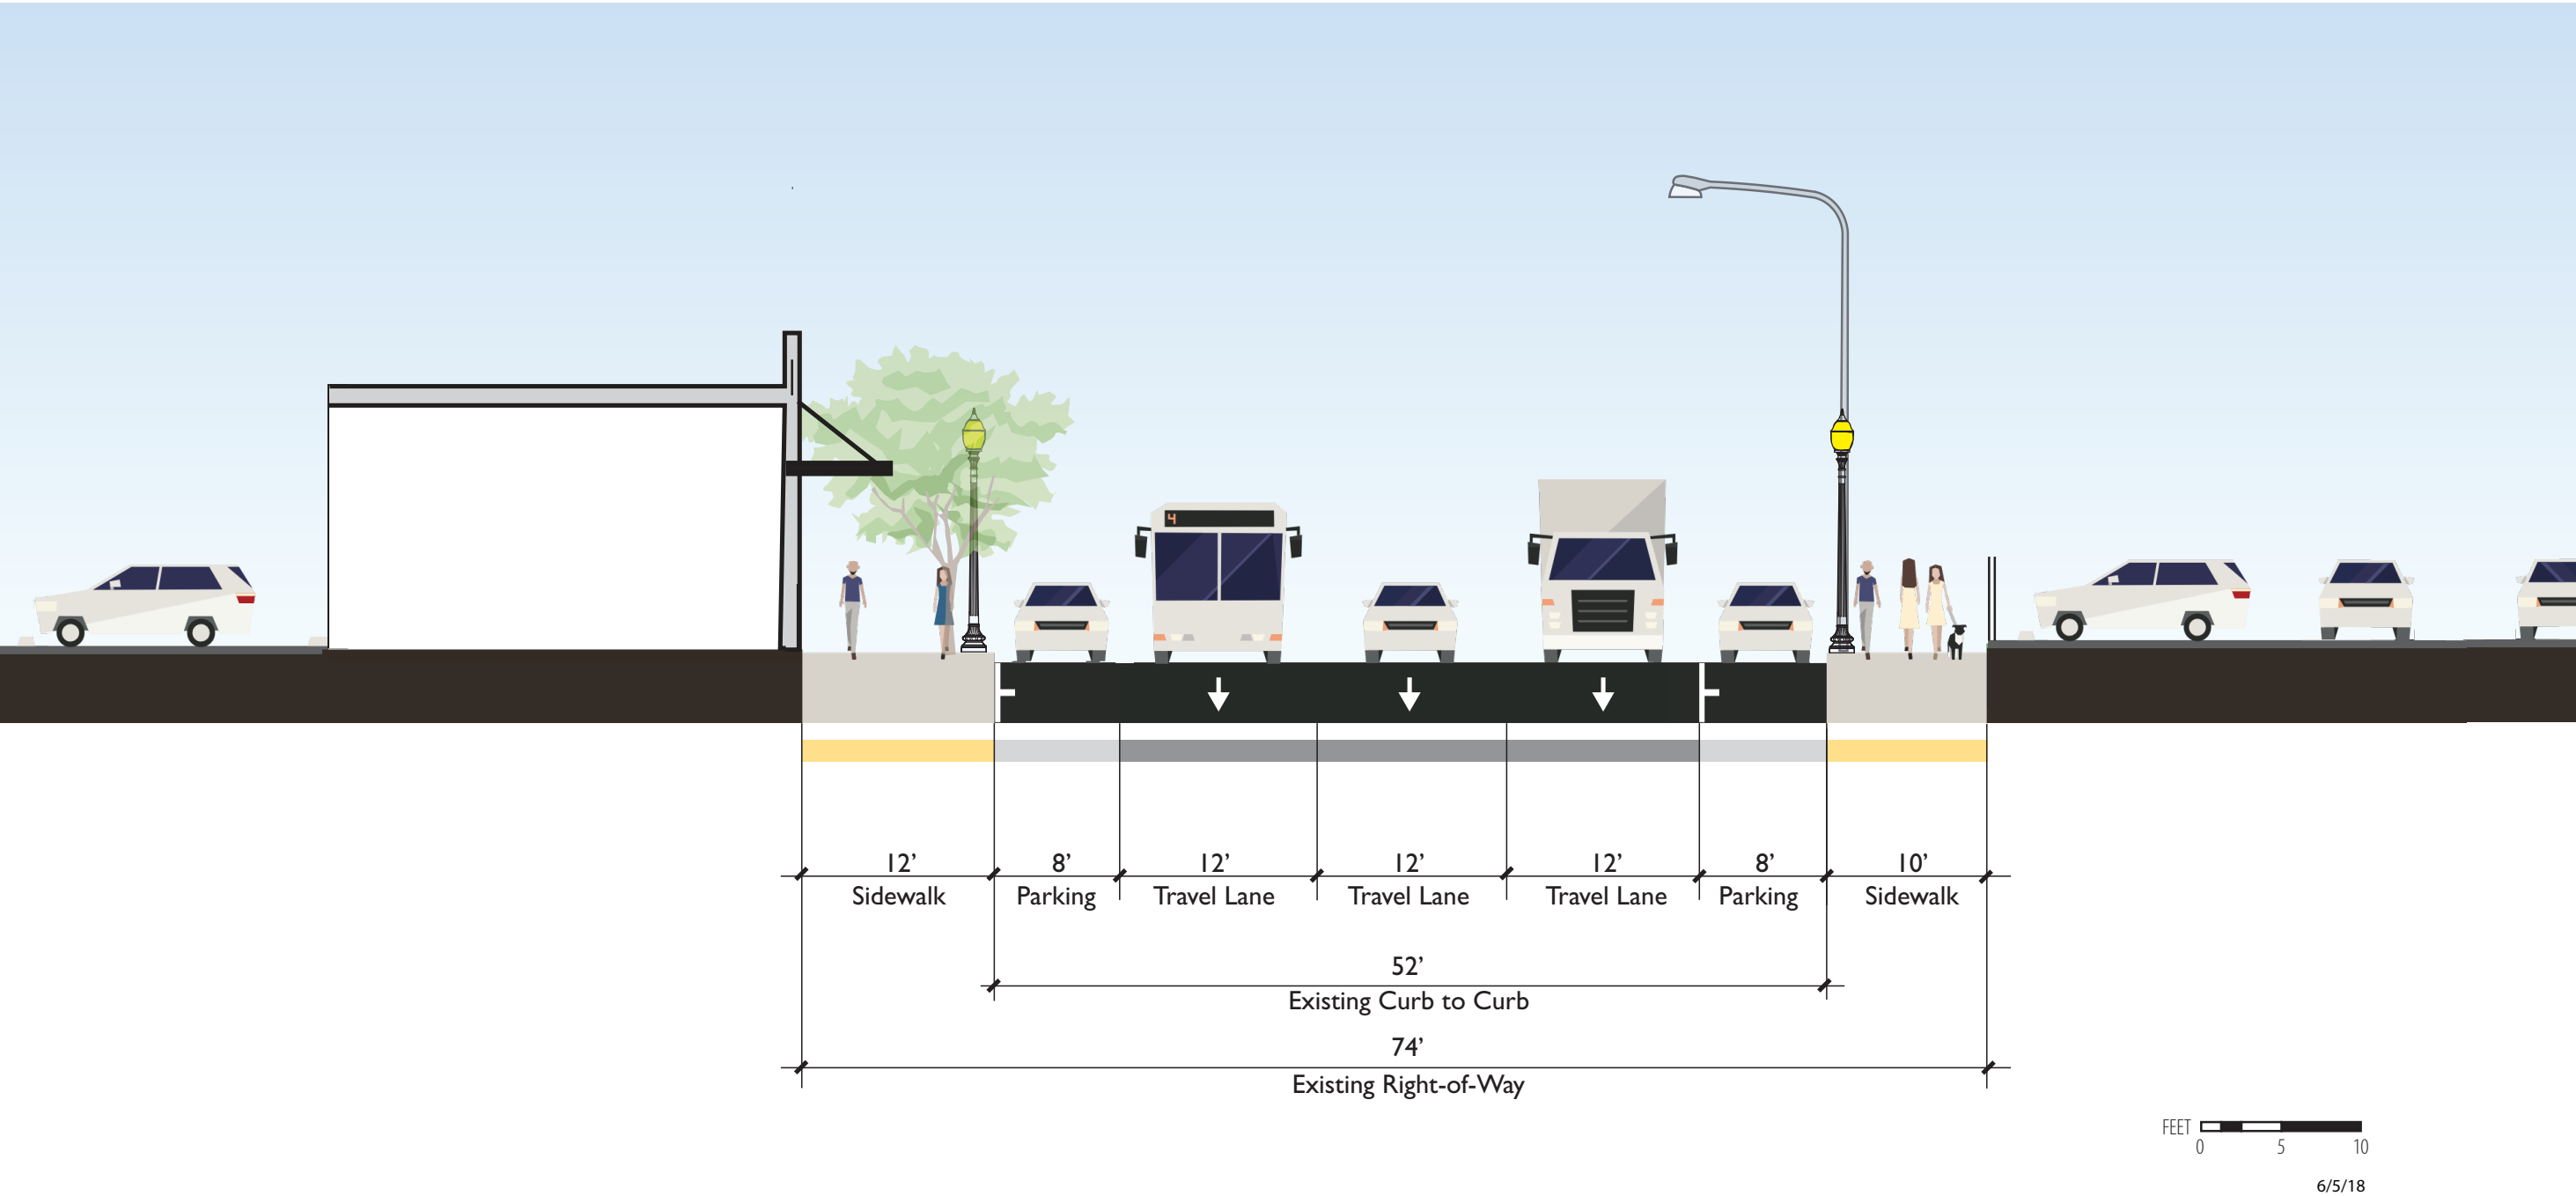 4
12’ 8’ 12’ 12’ 12’ 8’ 10’
Sidewalk Parking Travel Lane Travel Lane Travel Lane Parking Sidewalk
52’
Existing Curb to Curb
74’
Existing Right-of-Way
FEET
0 5 10
6/5/18